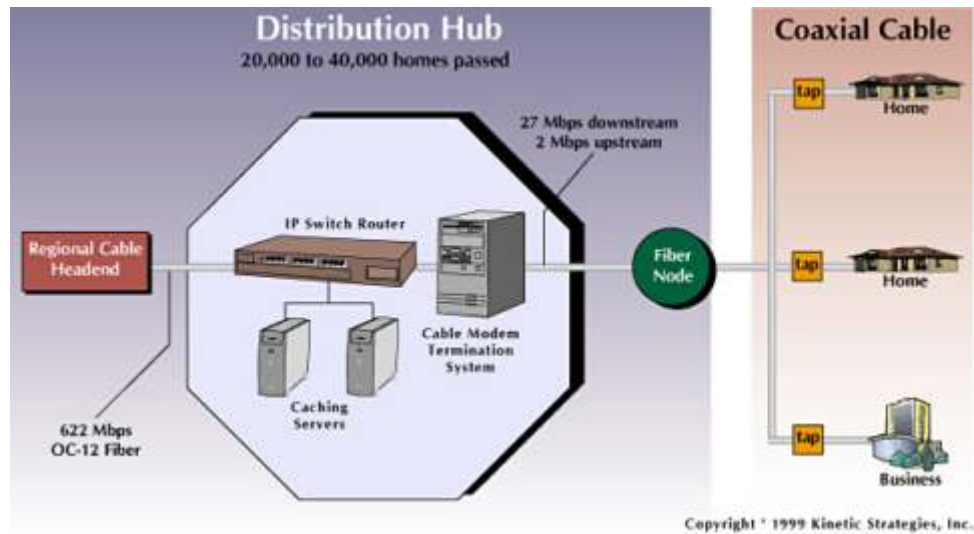 Distribution Hub
20,000 to 40,000 homes passed
Coaxial Cable
tap
Home
27 Mbps downstream
2 Mbps upstream
IP Switch Router
Regional Cable
Headend
Fiber
Node
tap
Home
Cable Modem
Termination
System
Caching
Servers
622 Mbps
OC-12 Fiber
tap
Business
Copyright * 1999 Kinetic Strategies, Inc.